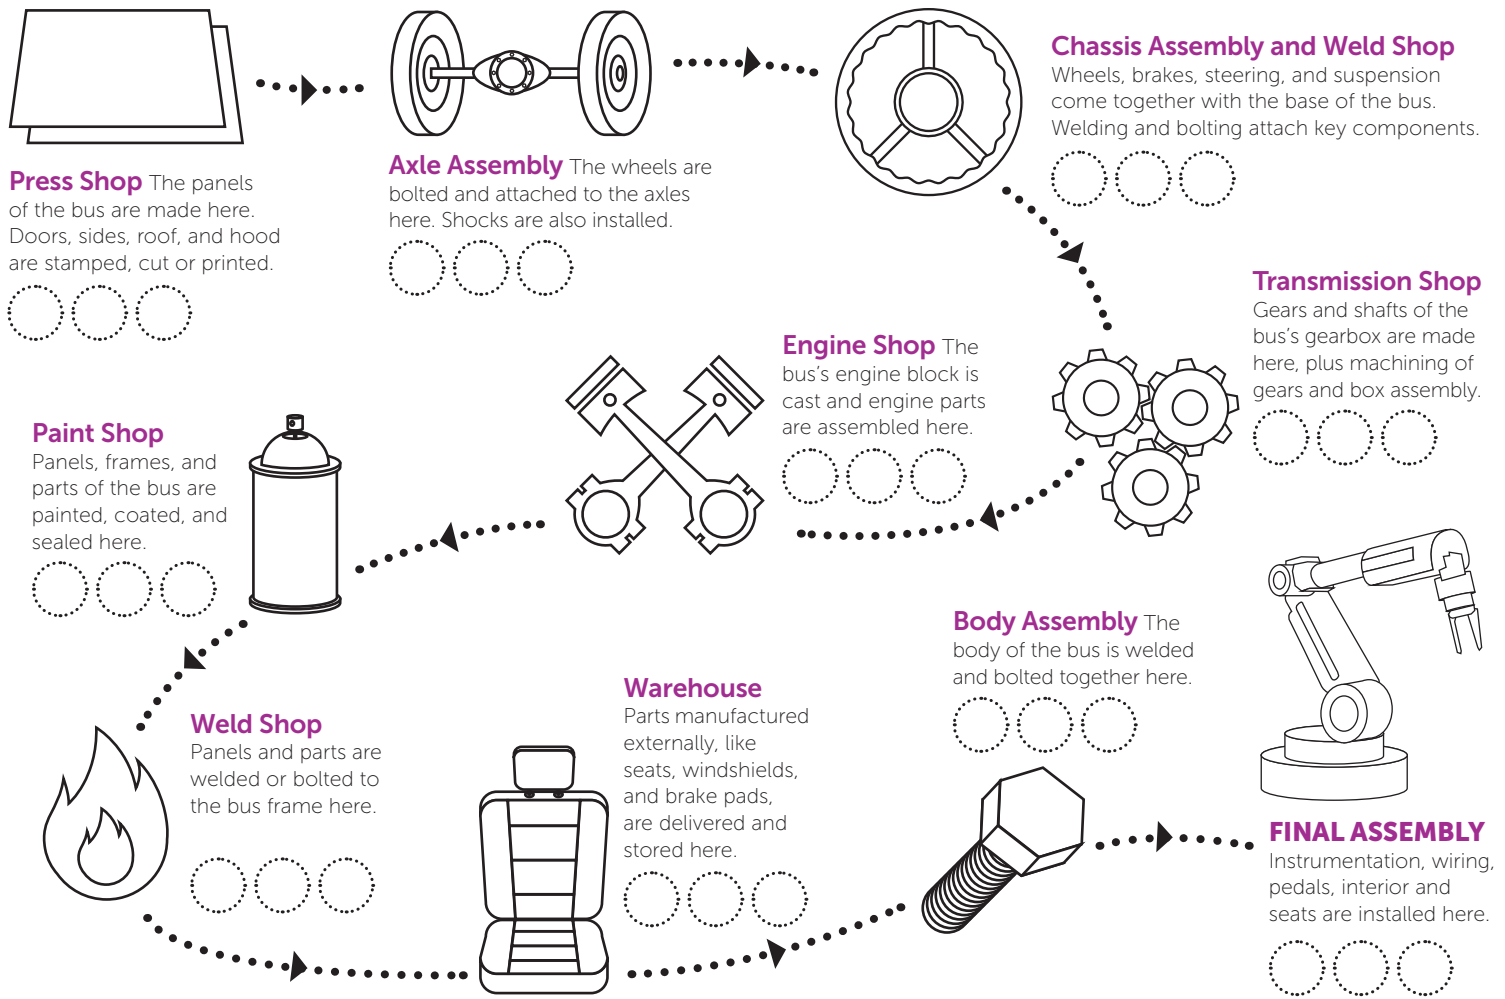 Press Shop The panels
of the bus are made here.
Doors, sides, roof, and hood
are stamped, cut or printed.
Axle Assembly The wheels are
bolted and attached to the axles
here. Shocks are also installed.
Chassis Assembly and Weld Shop
Wheels, brakes, steering, and suspension
come together with the base of the bus.
Welding and bolting attach key components.
Transmission Shop
Gears and shafts of the
bus's gearbox are made
here, plus machining of
gears and box assembly.
Engine Shop The
bus's engine block is
cast and engine parts
are assembled here.
Paint Shop
Panels, frames, and
parts of the bus are
painted, coated, and
sealed here.
Weld Shop
Panels and parts are
welded or bolted to
the bus frame here.
Warehouse
Parts manufactured
externally, like
seats, windshields,
and brake pads,
are delivered and
stored here.
Body Assembly The
body of the bus is welded
and bolted together here.
FINAL ASSEMBLY
Instrumentation, wiring,
pedals, interior and
seats are installed here.